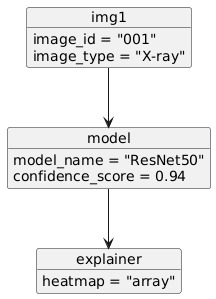 img1
image_id = "001"
image_type = "X-ray"
model
model_name = "ResNet50"
confidence_score = 0.94
explainer
heatmap = "array"